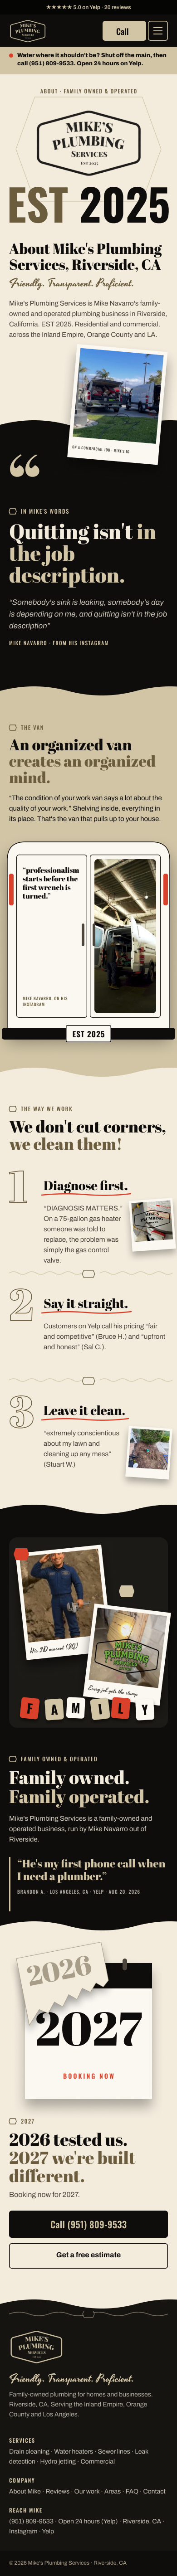 ★★★★★ 5.0 on Yelp · 20 reviews
MIKE'S
PLUMBING
SERVICES
Call
Water where it shouldn't be? Shut off the main, then
call (951) 809-9533. Open 24 hours on Yelp.
ABOUT · FAMILY OWNED & OPERATED
MIKE'S
PLUMBING
SERVICES
EST 2025
EST 2025
About Mike's Plumbing
Services, Riverside, CA
Friendly. Transparent. Proficient.
Mike's Plumbing Services is Mike Navarro's family-
owned and operated plumbing business in Riverside,
California. EST 2025. Residential and commercial,
across the Inland Empire, Orange County and LA.
ON A COMMERCIAL JOB · MIKE'S IG
“
IN MIKE'S WORDS
Quitting isn't in
the job
description.
“Somebody's sink is leaking, somebody's day
is depending on me, and quitting isn't in the job
description”
MIKE NAVARRO · FROM HIS INSTAGRAM
THE VAN
An organized van
creates an organized
mind.
“The condition of your work van says a lot about the
quality of your work.” Shelving inside, everything in
its place. That's the van that pulls up to your house.
“professionalism
starts before the
first wrench is
turned.”
MIKE NAVARRO, ON HIS
INSTAGRAM
EST 2025
THE WAY WE WORK
We don't cut corners,
we clean them!
1
Diagnose first.
“DIAGNOSIS MATTERS.”
On a 75-gallon gas heater
someone was told to
replace, the problem was
simply the gas control
valve.
2
Say it straight.
Customers on Yelp call his pricing “fair
and competitive” (Bruce H.) and “upfront
and honest” (Sal C.).
3
Leave it clean.
“extremely conscientious
about my lawn and
cleaning up any mess”
(Stuart W.)
MIKE'S
PLUMBING
FAMILY
FAMILY OWNED & OPERATED
Family owned.
Family operated.
Mike's Plumbing Services is a family-owned and
operated business, run by Mike Navarro out of
Riverside.
“He's my first phone call when
I need a plumber.”
BRANDON A. · LOS ANGELES, CA · YELP · AUG 20, 2026
2026
2027
BOOKING NOW
2027
2026 tested us.
2027 we're built
different.
Booking now for 2027.
Call (951) 809-9533
Get a free estimate
MIKE'S
PLUMBING
SERVICES
Friendly. Transparent. Proficient.
Family-owned plumbing for homes and businesses.
Riverside, CA. Serving the Inland Empire, Orange
County and Los Angeles.
SERVICES
Drain cleaning · Water heaters · Sewer lines · Leak
detection · Hydro jetting · Commercial
COMPANY
About Mike · Reviews · Our work · Areas · FAQ · Contact
REACH MIKE
(951) 809-9533 · Open 24 hours (Yelp) · Riverside, CA ·
Instagram · Yelp
© 2026 Mike's Plumbing Services · Riverside, CA